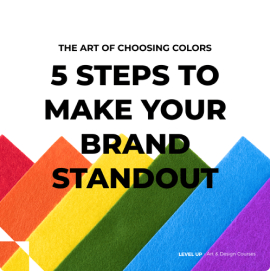 THE ART OF CHOOSING COLORS
5 STEPS TO
MAKE YOUR
BRAND
STANDOUT
LEVEL UP - Art & Design Courses